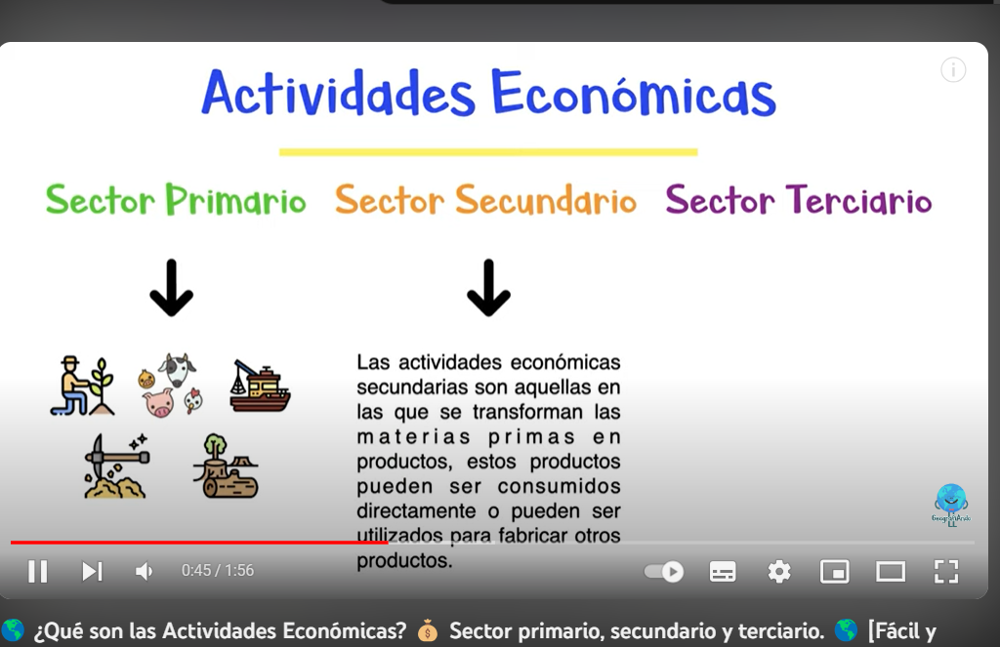 Actividades Económicas
Sector Primario
Sector Secundario
Sector Terciario
Las actividades económicas
secundarias son aquellas en
las que se transforman las
materias primas en
productos, estos productos
pueden ser consumidos
directamente o pueden ser
utilizados para fabricar otros
productos.
0:45 / 1:56
¿Qué son las Actividades Económicas? 💰 Sector primario, secundario y terciario. 🌎 [Fácil y